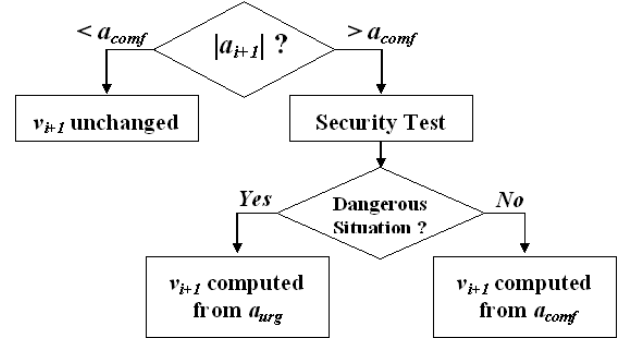 < a_comf
|a_i+1| ?
> a_comf
v_i+1 unchanged
Security Test
Yes
Dangerous
Situation ?
No
v_i+1 computed
from a_urg
v_i+1 computed
from a_comf